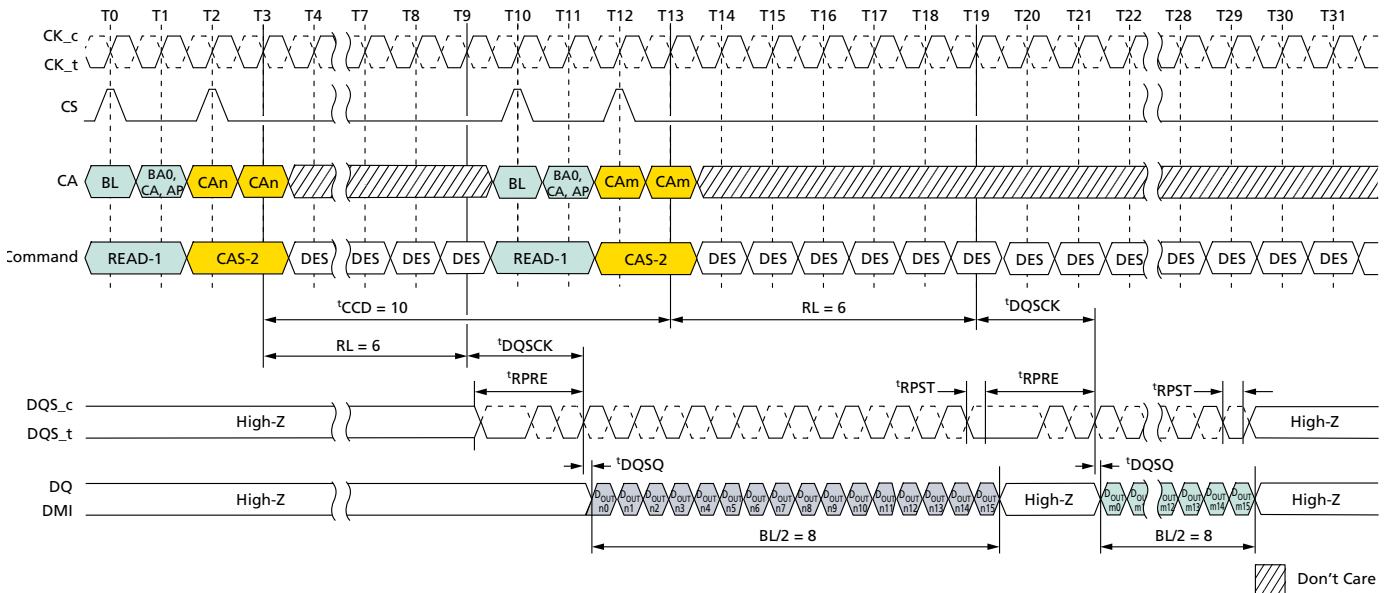 T0 T1 T2 T3 T4 T7 T8 T9 T10 T11 T12 T13 T14 T15 T16 T17 T18 T19 T20 T21 T22 T28 T29 T30 T31
CK_c
CK_t
CS
CA BL BA0, CA, AP CAn CAn BL BA0, CA, AP CAm CAm
Command READ-1 CAS-2 DES DES DES DES READ-1 CAS-2 DES DES DES DES DES DES DES DES DES DES DES DES DES
tCCD = 10 RL = 6 tDQSCK
RL = 6 tDQSCK
tRPRE tRPST tRPRE tRPST
DQS_c
DQS_t
High-Z High-Z
tDQSQ tDQSQ
DQ
DMI
High-Z DOUT n0 DOUT n1 DOUT n2 DOUT n3 DOUT n4 DOUT n5 DOUT n6 DOUT n7 DOUT n8 DOUT n9 DOUT n10 DOUT n11 DOUT n12 DOUT n13 DOUT n14 DOUT n15 High-Z DOUT m0 DOUT m1 DOUT m12 DOUT m13 DOUT m14 DOUT m15 High-Z
BL/2 = 8 BL/2 = 8
Don't Care